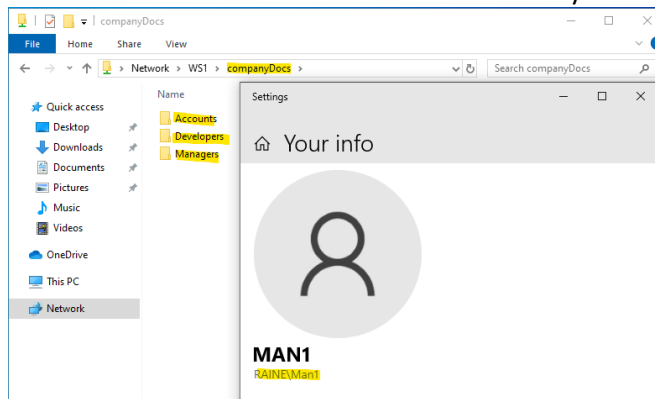 companyDocs
File Home Share View
Network > WS1 > companyDocs >
Search companyDocs
Name
Quick access
Desktop
Downloads
Documents
Pictures
Music
Videos
OneDrive
This PC
Network
Accounts
Developers
Managers
Settings
Your info
MAN1
RAINE\Man1